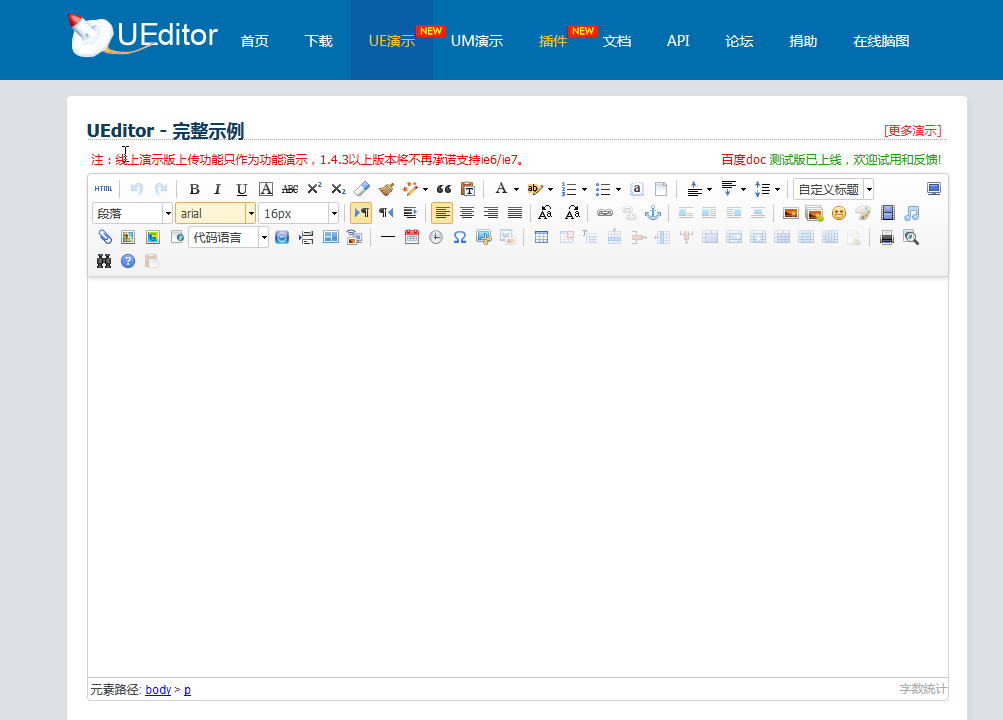 UEditor 首页 下载 UE演示 NEW UM演示 插件 NEW 文档 API 论坛 捐助 在线脑图
UEditor - 完整示例 [更多演示]
注：线上演示版上传功能只作为功能演示，1.4.3以上版本将不再承诺支持ie6/ie7。 百度doc 测试版已上线，欢迎试用和反馈!
HTML B I U A ABC X² X₂ A ab a 自定义标题
段落 arial 16px
代码语言 Ω
元素路径: body > p 字数统计